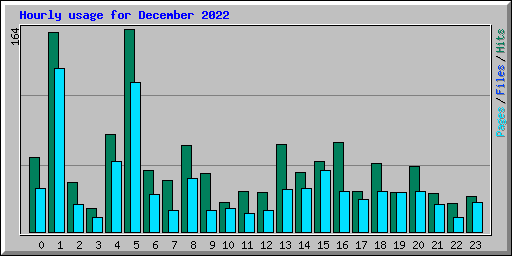 Hourly usage for December 2022
164
Pages/Files/Hits
0 1 2 3 4 5 6 7 8 9 10 11 12 13 14 15 16 17 18 19 20 21 22 23